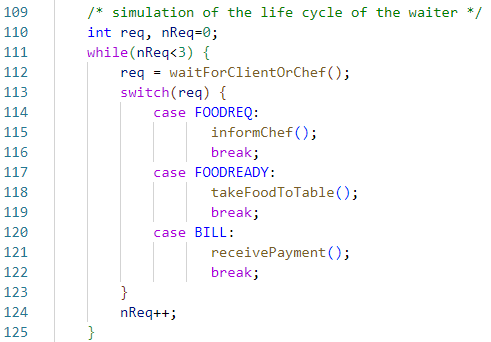 109 /* simulation of the life cycle of the waiter */
110 int req, nReq=0;
111 while(nReq<3) {
112 req = waitForClientOrChef();
113 switch(req) {
114 case FOODREQ:
115 informChef();
116 break;
117 case FOODREADY:
118 takeFoodToTable();
119 break;
120 case BILL:
121 receivePayment();
122 break;
123 }
124 nReq++;
125 }